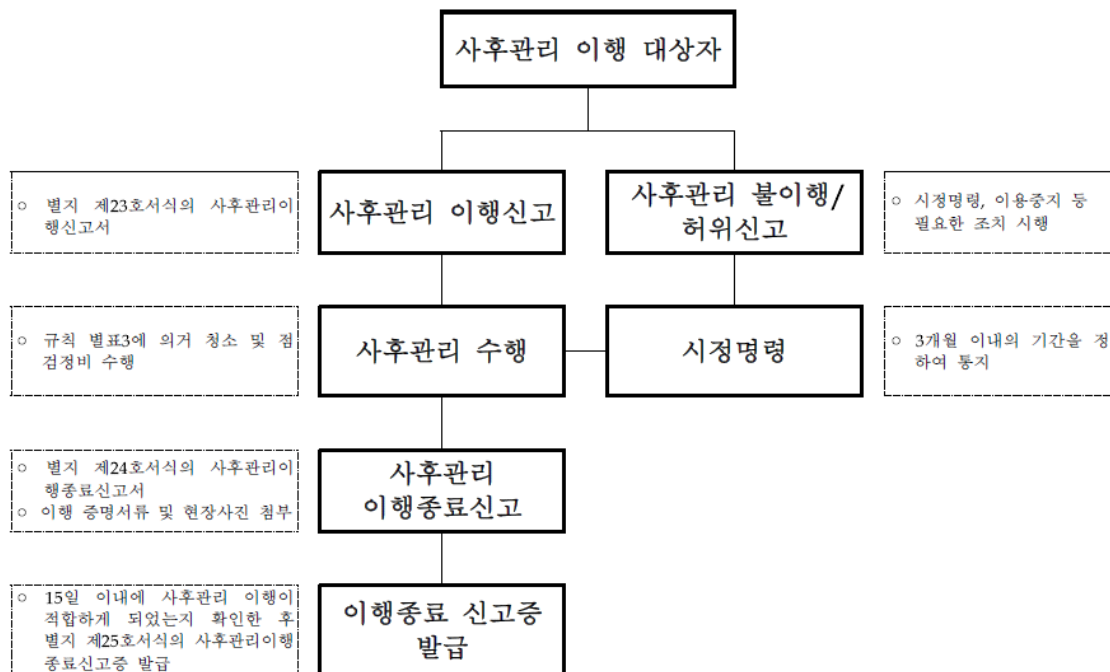 사후관리 이행 대상자
○ 별지 제23호서식의 사후관리이
행신고서
사후관리 이행신고
사후관리 불이행/
허위신고
○ 시정명령, 이용중지 등
필요한 조치 시행
○ 규칙 별표3에 의거 청소 및 점
검정비 수행
사후관리 수행
시정명령
○ 3개월 이내의 기간을 정
하여 통지
○ 별지 제24호서식의 사후관리이
행종료신고서
○ 이행 증명서류 및 현장사진 첨부
사후관리
이행종료신고
○ 15일 이내에 사후관리 이행이
적합하게 되었는지 확인한 후
별지 제25호서식의 사후관리이행
종료신고증 발급
이행종료 신고증
발급